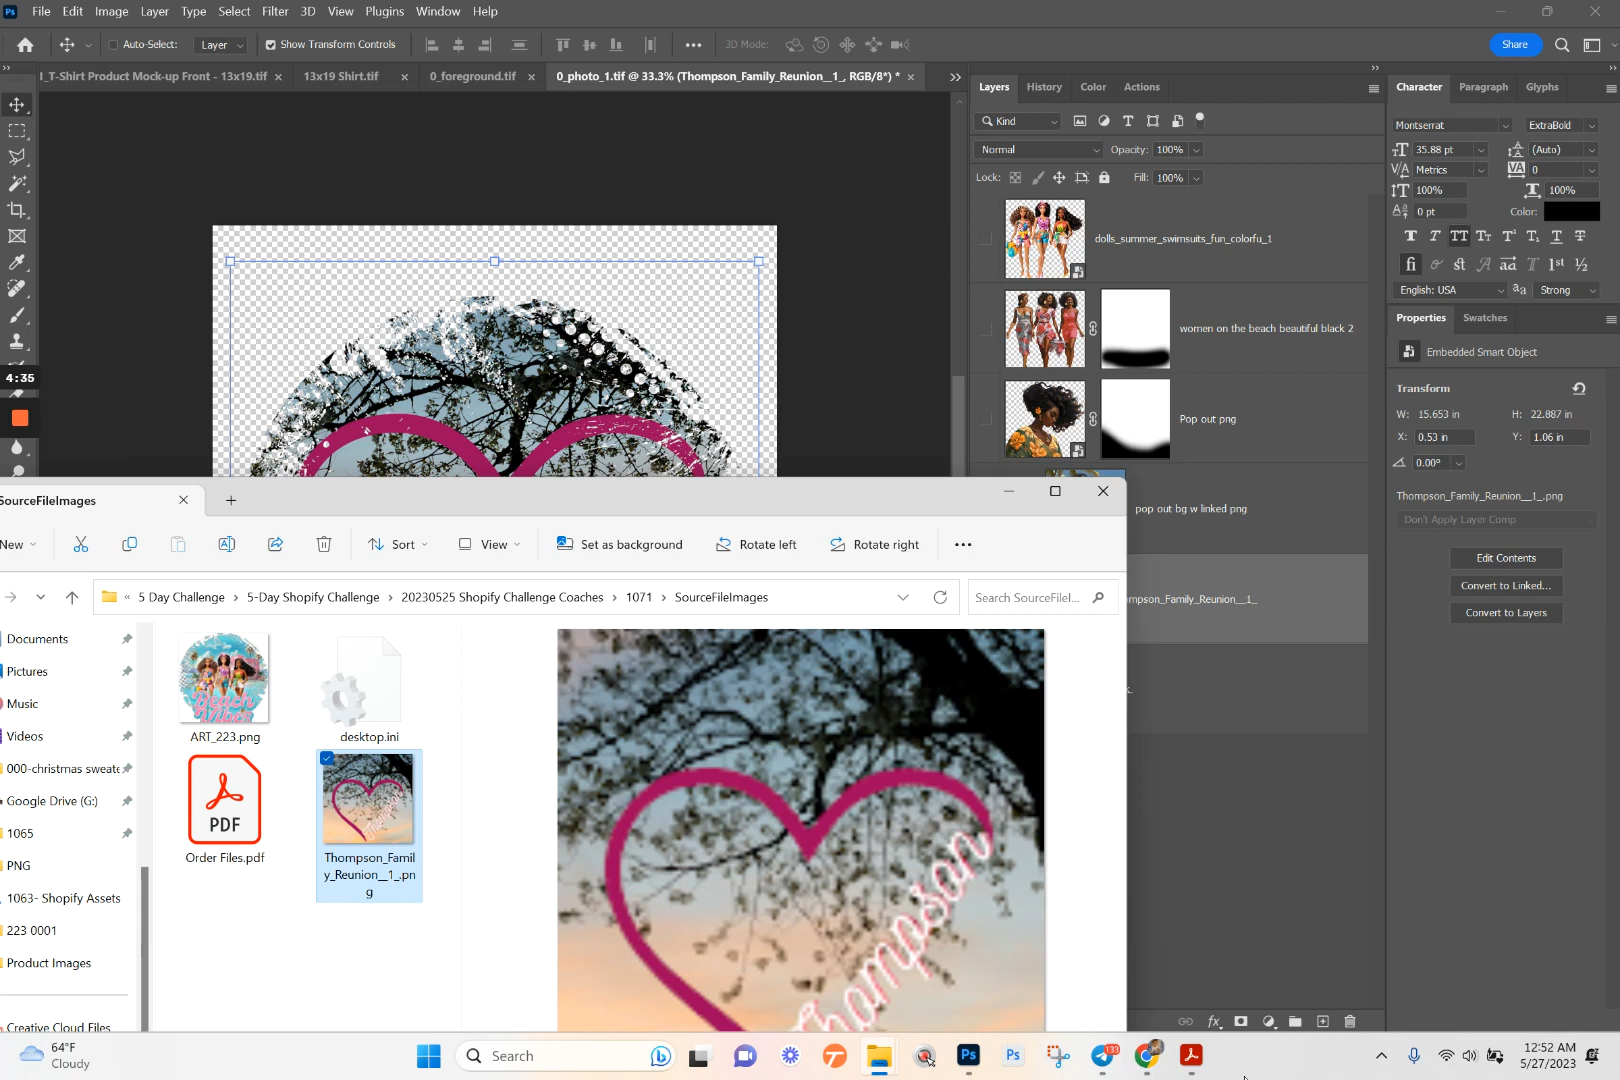 Ps File Edit Image Layer Type Select Filter 3D View Plugins Window Help
Auto-Select: Layer Show Transform Controls 3D Mode: Share
l_T-Shirt Product Mock-up Front - 13x19.tif 13x19 Shirt.tif 0_foreground.tif 0_photo_1.tif @ 33.3% (Thompson_Family_Reunion__1_, RGB/8*) *
Layers History Color Actions
Kind
Normal Opacity: 100%
Lock: Fill: 100%
dolls_summer_swimsuits_fun_colorfu_1
women on the beach beautiful black 2
Pop out png
pop out bg w linked png
mpson_Family_Reunion__1_
Character Paragraph Glyphs
Montserrat ExtraBold
35.88 pt (Auto)
Metrics 0
100% 100%
0 pt Color:
English: USA Strong
Properties Swatches
Embedded Smart Object
Transform
W: 15.653 in H: 22.887 in
X: 0.53 in Y: 1.06 in
0.00°
Thompson_Family_Reunion__1_.png
Don't Apply Layer Comp
Edit Contents
Convert to Linked...
Convert to Layers
4:35
SourceFileImages
New Sort View Set as background Rotate left Rotate right
« 5 Day Challenge 5-Day Shopify Challenge 20230525 Shopify Challenge Coaches 1071 SourceFileImages
Search SourceFileI...
Documents
Pictures
Music
Videos
000-christmas sweate
Google Drive (G:)
1065
PNG
1063- Shopify Assets
223 0001
Product Images
Creative Cloud Files
Beach
Vibes
ART_223.png
desktop.ini
PDF
Order Files.pdf
Thompson_Famil
y_Reunion__1_.pn
g
Thompson
64°F
Cloudy
Search
133
12:52 AM
5/27/2023